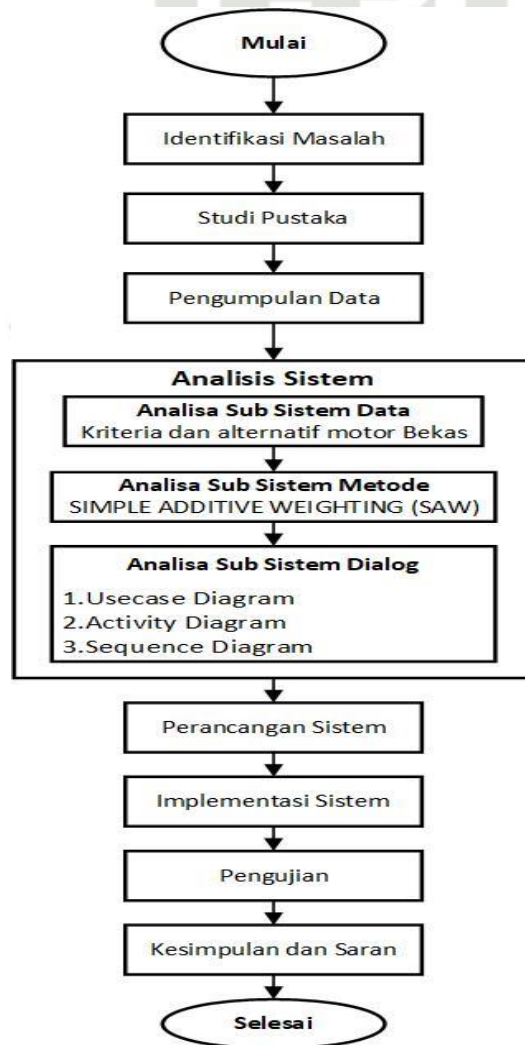 Mulai
Identifikasi Masalah
Studi Pustaka
Pengumpulan Data
Analisis Sistem
Analisa Sub Sistem Data
Kriteria dan alternatif motor Bekas
Analisa Sub Sistem Metode
SIMPLE ADDITIVE WEIGHTING (SAW)
Analisa Sub Sistem Dialog
1.Usecase Diagram
2.Activity Diagram
3.Sequence Diagram
Perancangan Sistem
Implementasi Sistem
Pengujian
Kesimpulan dan Saran
Selesai